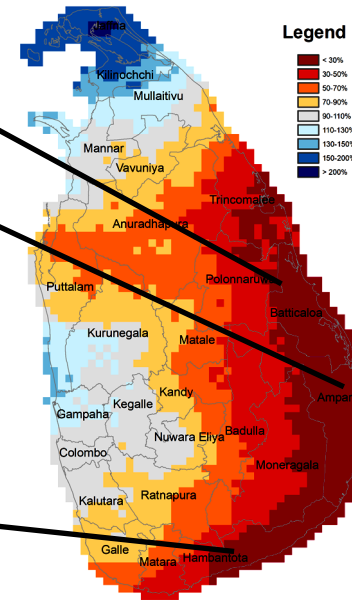 Jaffna
Legend
< 30%
30-50%
50-70%
70-90%
90-110%
110-130%
130-150%
150-200%
> 200%
Kilinochchi
Mullaitivu
Mannar
Vavuniya
Trincomalee
Anuradhapura
Polonnaruwa
Puttalam
Batticaloa
Kurunegala
Matale
Kandy
Ampar
Kegalle
Gampaha
Nuwara Eliya
Badulla
Colombo
Moneragala
Ratnapura
Kalutara
Galle
Matara
Hambantota